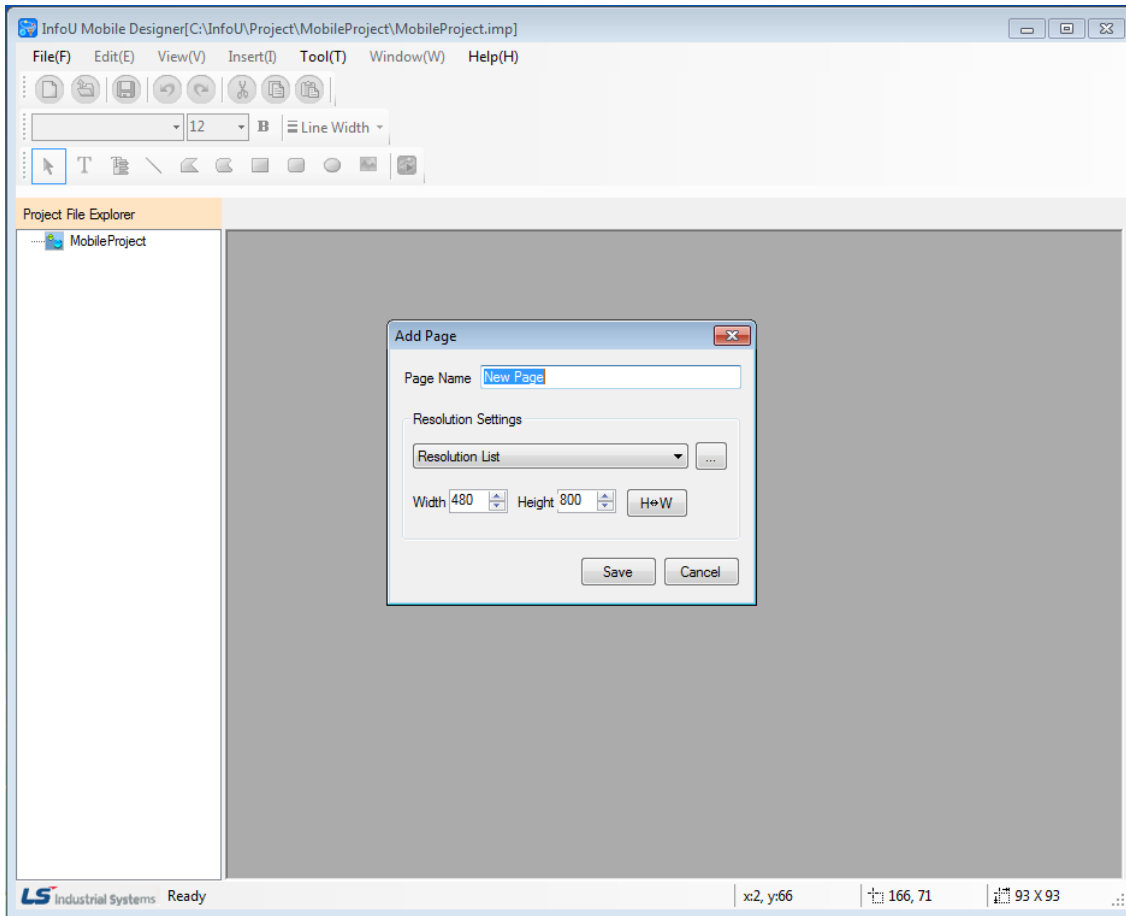 InfoU Mobile Designer[C:\InfoU\Project\MobileProject\MobileProject.imp]
File(F) Edit(E) View(V) Insert(I) Tool(T) Window(W) Help(H)
12 B Line Width
T
Project File Explorer
MobileProject
Add Page
Page Name New Page
Resolution Settings
Resolution List ...
Width 480 Height 800 H⇔W
Save Cancel
LS Industrial Systems Ready x:2, y:66 166, 71 93 X 93